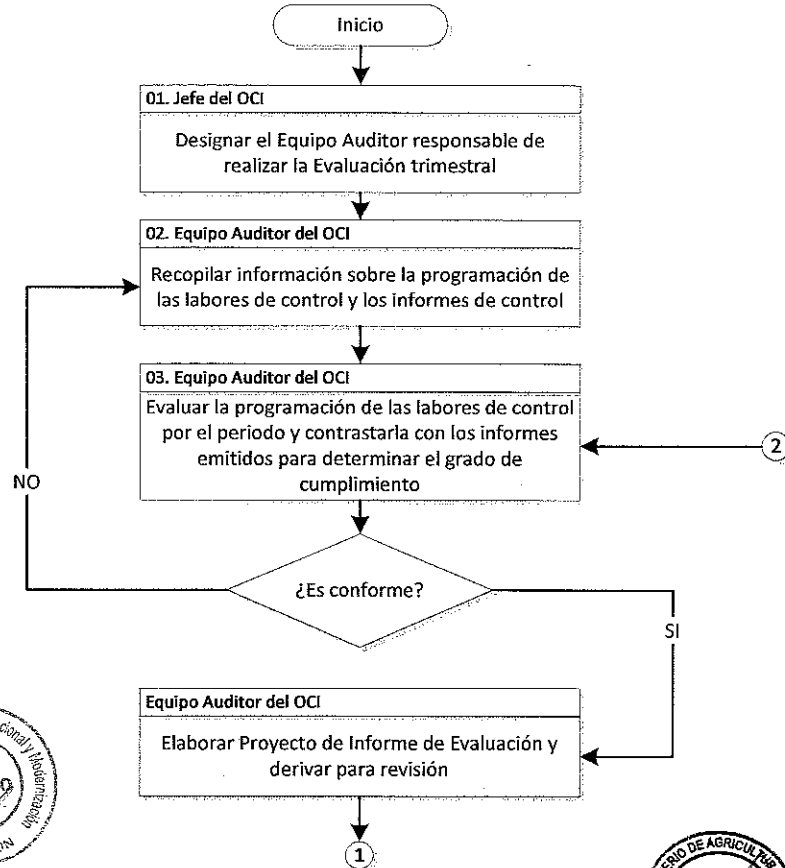 Inicio
01. Jefe del OCI
Designar el Equipo Auditor responsable de
realizar la Evaluación trimestral
02. Equipo Auditor del OCI
Recopilar información sobre la programación de
las labores de control y los informes de control
03. Equipo Auditor del OCI
Evaluar la programación de las labores de control
por el periodo y contrastarla con los informes
emitidos para determinar el grado de
cumplimiento
2
NO
¿Es conforme?
SI
Equipo Auditor del OCI
Elaborar Proyecto de Informe de Evaluación y
derivar para revisión
1
y Modernización
DE AGRICULTUR